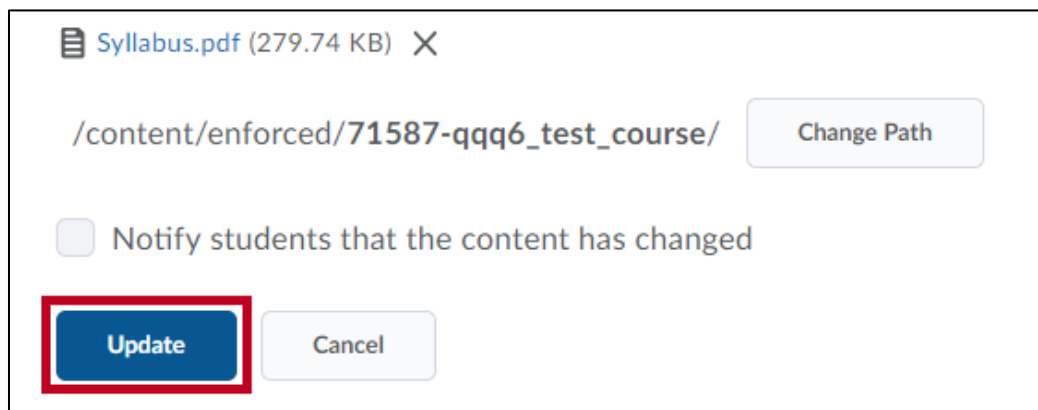 Syllabus.pdf (279.74 KB)
/content/enforced/71587-qqq6_test_course/ Change Path
Notify students that the content has changed
Update Cancel